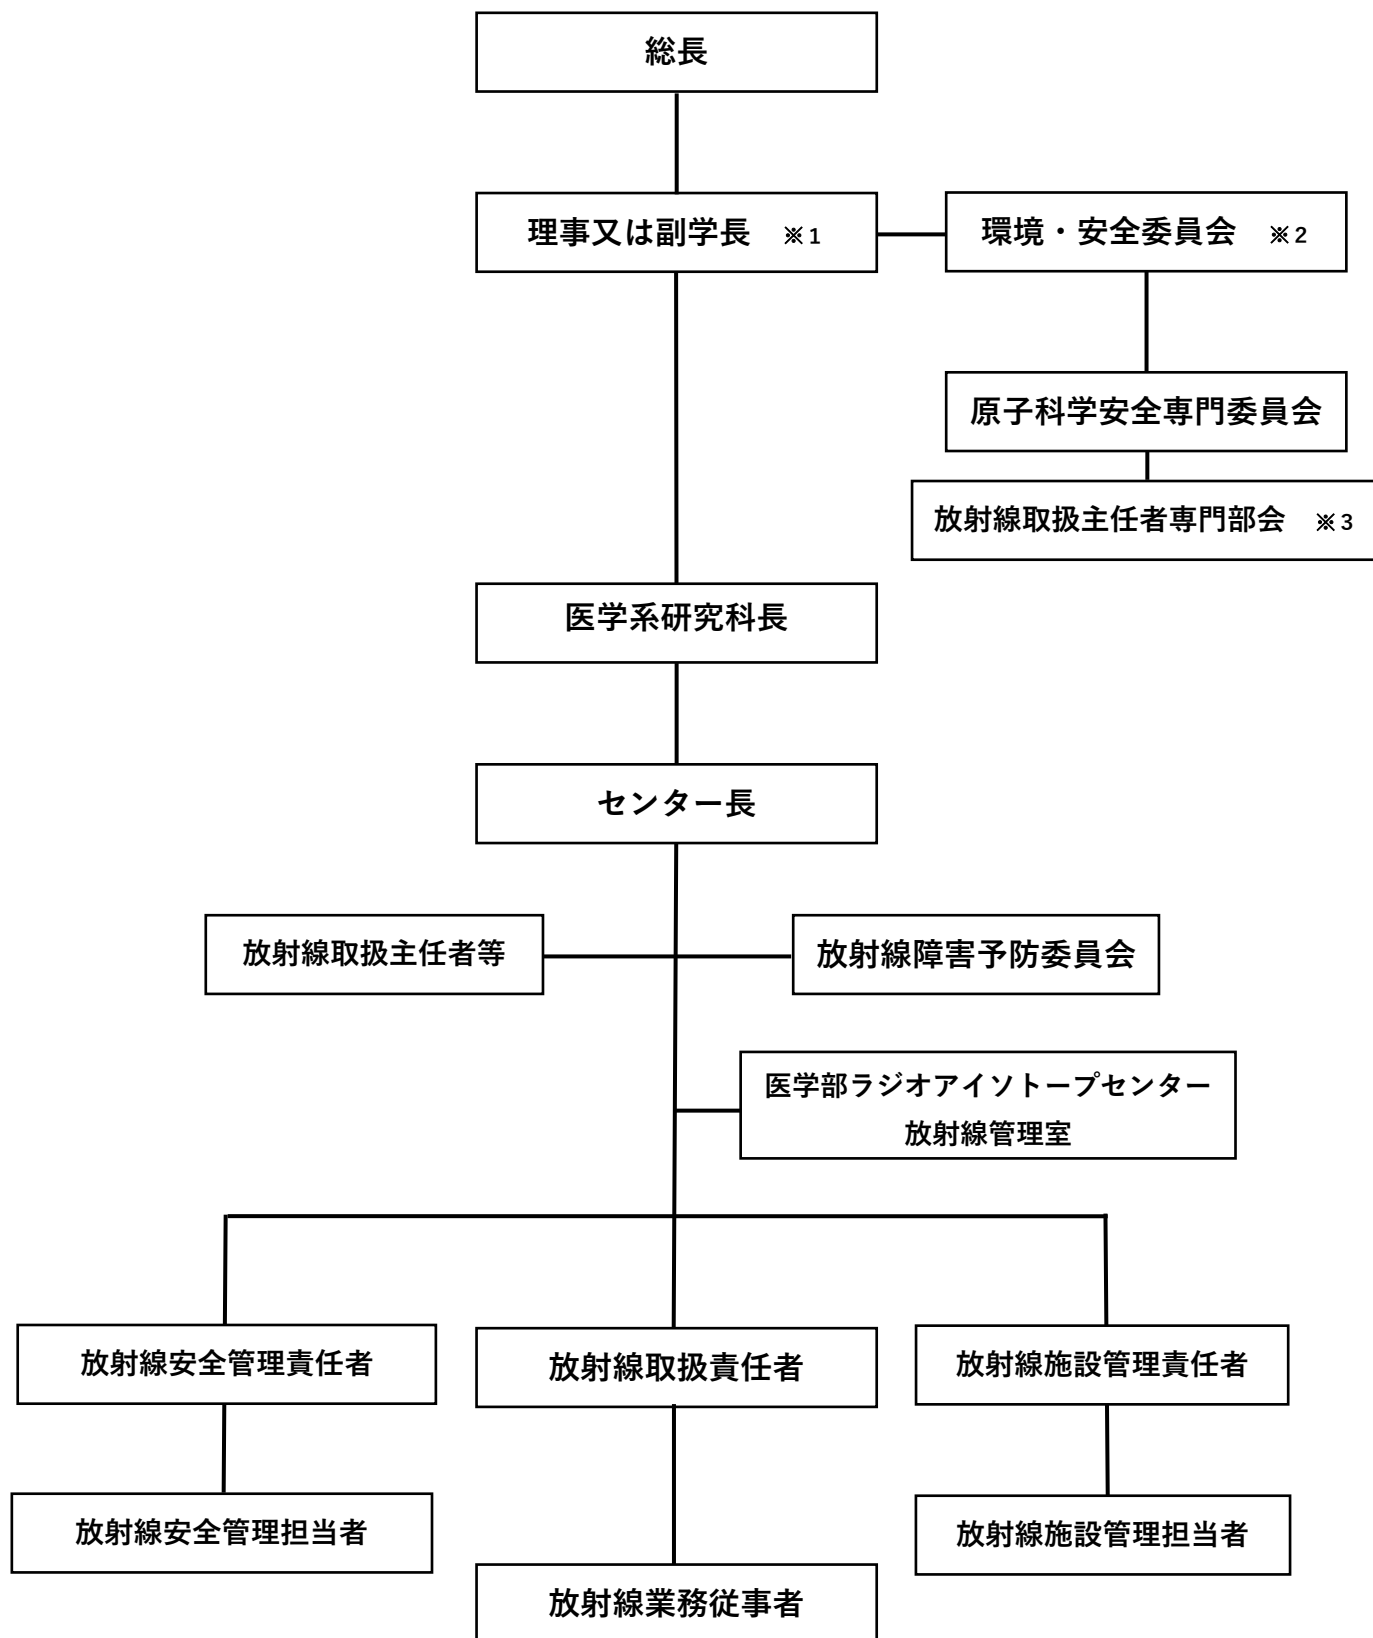 総長
理事又は副学長 ※1
環境・安全委員会 ※2
原子科学安全専門委員会
放射線取扱主任者専門部会 ※3
医学系研究科長
センター長
放射線取扱主任者等
放射線障害予防委員会
医学部ラジオアイソトープセンター
放射線管理室
放射線安全管理責任者
放射線取扱責任者
放射線施設管理責任者
放射線安全管理担当者
放射線施設管理担当者
放射線業務従事者